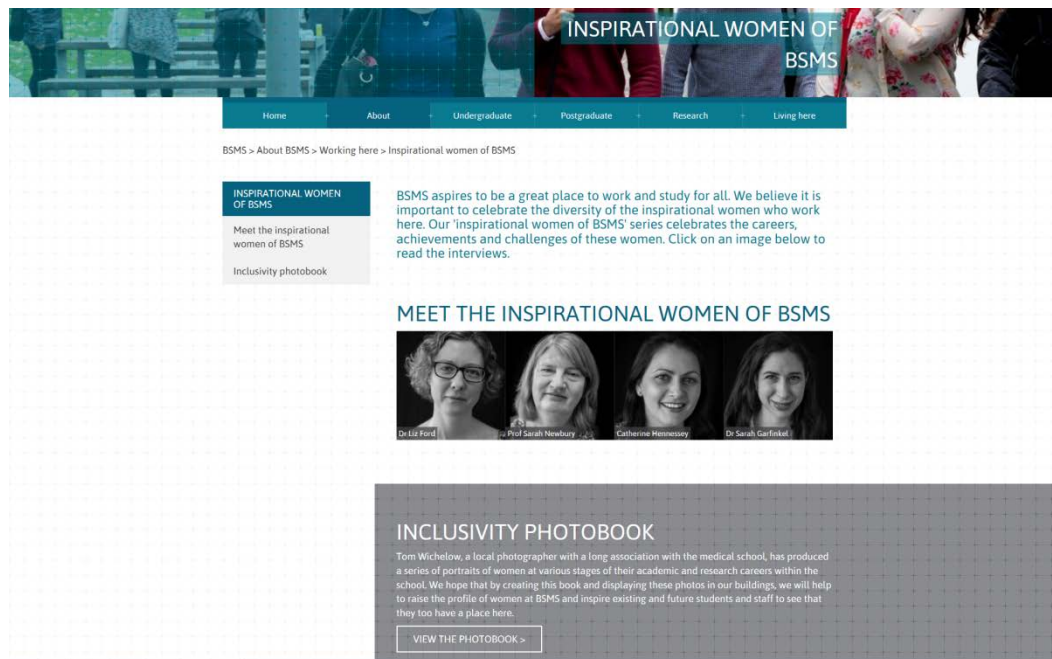 INSPIRATIONAL WOMEN OF
BSMS
Home
About
Undergraduate
Postgraduate
Research
Living here
BSMS > About BSMS > Working here > Inspirational women of BSMS
INSPIRATIONAL WOMEN
OF BSMS
Meet the inspirational
women of BSMS
Inclusivity photobook
BSMS aspires to be a great place to work and study for all. We believe it is
important to celebrate the diversity of the inspirational women who work
here. Our 'inspirational women of BSMS' series celebrates the careers,
achievements and challenges of these women. Click on an image below to
read the interviews.
MEET THE INSPIRATIONAL WOMEN OF BSMS
Dr Liz Ford
Prof Sarah Newbury
Catherine Hennessey
Dr Sarah Garfinkel
INCLUSIVITY PHOTOBOOK
Tom Wichelow, a local photographer with a long association with the medical school, has produced
a series of portraits of women at various stages of their academic and research careers within the
school. We hope that by creating this book and displaying these photos in our buildings, we will help
to raise the profile of women at BSMS and inspire existing and future students and staff to see that
they too have a place here.
VIEW THE PHOTOBOOK >